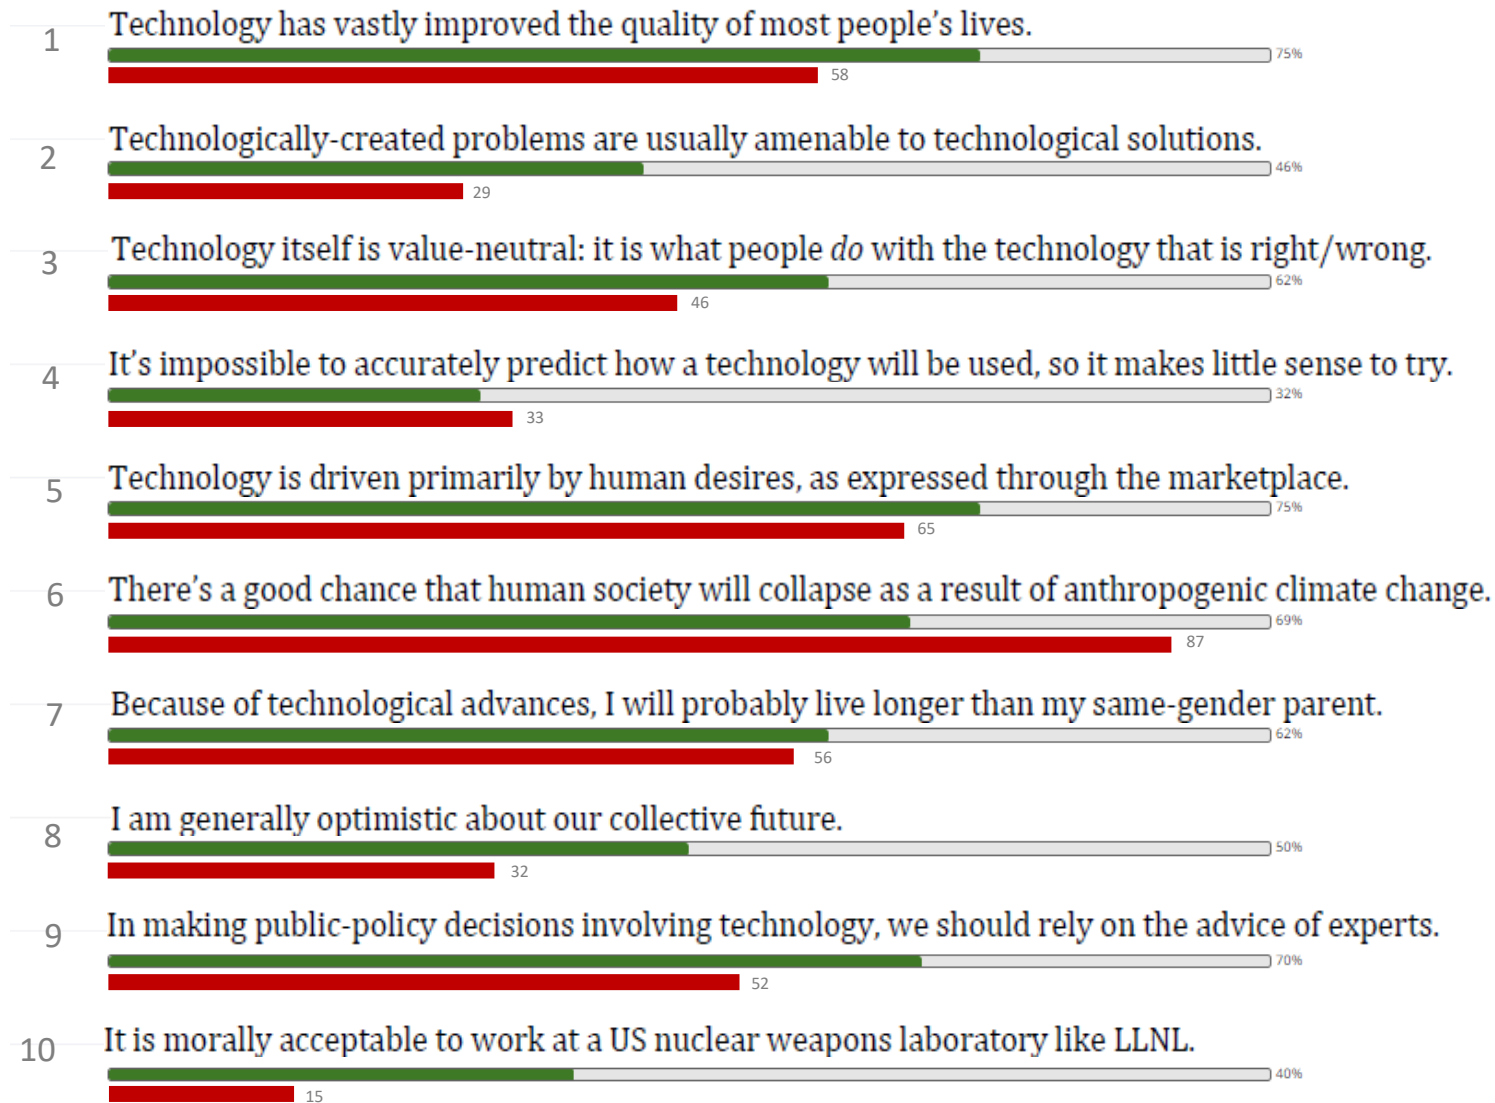 1 Technology has vastly improved the quality of most people's lives.
75%
58
2 Technologically-created problems are usually amenable to technological solutions.
46%
29
3 Technology itself is value-neutral: it is what people do with the technology that is right/wrong.
62%
46
4 It's impossible to accurately predict how a technology will be used, so it makes little sense to try.
32%
33
5 Technology is driven primarily by human desires, as expressed through the marketplace.
75%
65
6 There's a good chance that human society will collapse as a result of anthropogenic climate change.
69%
87
7 Because of technological advances, I will probably live longer than my same-gender parent.
62%
56
8 I am generally optimistic about our collective future.
50%
32
9 In making public-policy decisions involving technology, we should rely on the advice of experts.
70%
52
10 It is morally acceptable to work at a US nuclear weapons laboratory like LLNL.
40%
15